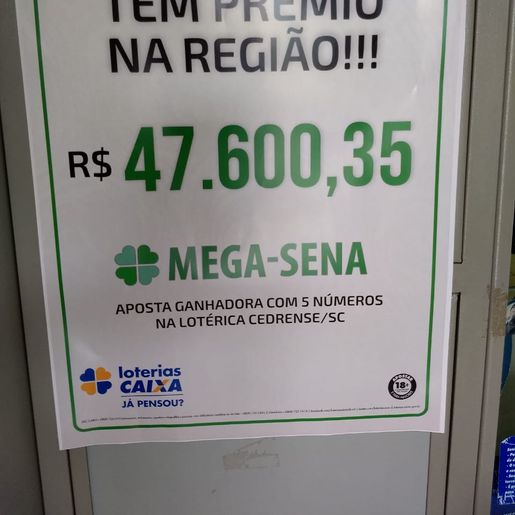 TEM PRÊMIO
NA REGIÃO!!!
R$ 47.600,35
MEGA-SENA
APOSTA GANHADORA COM 5 NÚMEROS
NA LOTÉRICA CEDRENSE/SC
loterias
CAIXA
JÁ PENSOU?
18+